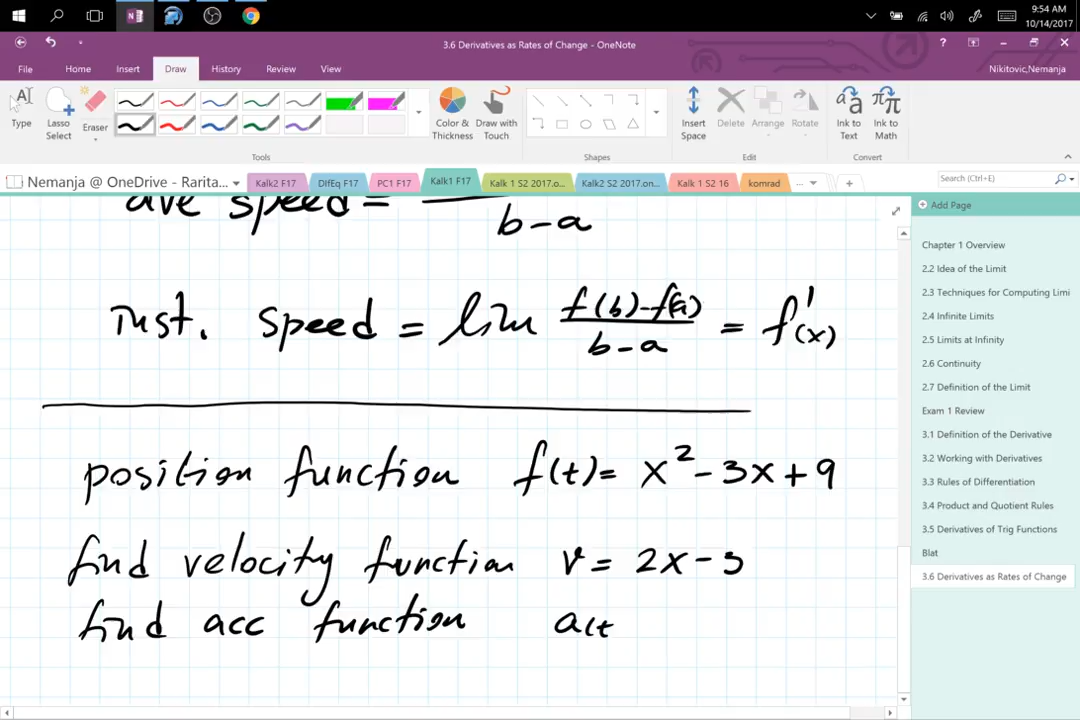 9:54 AM
10/14/2017
3.6 Derivatives as Rates of Change - OneNote
Nikitovic,Nemanja
File Home Insert Draw History Review View
Type
Lasso Select
Eraser
Color & Thickness
Draw with Touch
Insert Space
Delete
Arrange
Rotate
Ink to Text
Ink to Math
Tools Shapes Edit Convert
Nemanja @ OneDrive - Rarita...
Kalk2 F17 DIfEq F17 PC1 F17 Kalk1 F17 Kalk 1 S2 2017.o... Kalk2 S2 2017.on... Kalk 1 S2 16 komrad ...
Search (Ctrl+E)
ave speed =
b-a
inst. speed = lim f(b)-f(a) / b-a = f'(x)
position function f(t)= x²-3x+9
find velocity function v= 2x-3
find acc function a(t
Add Page
Chapter 1 Overview
2.2 Idea of the Limit
2.3 Techniques for Computing Limi
2.4 Infinite Limits
2.5 Limits at Infinity
2.6 Continuity
2.7 Definition of the Limit
Exam 1 Review
3.1 Definition of the Derivative
3.2 Working with Derivatives
3.3 Rules of Differentiation
3.4 Product and Quotient Rules
3.5 Derivatives of Trig Functions
Blat
3.6 Derivatives as Rates of Change